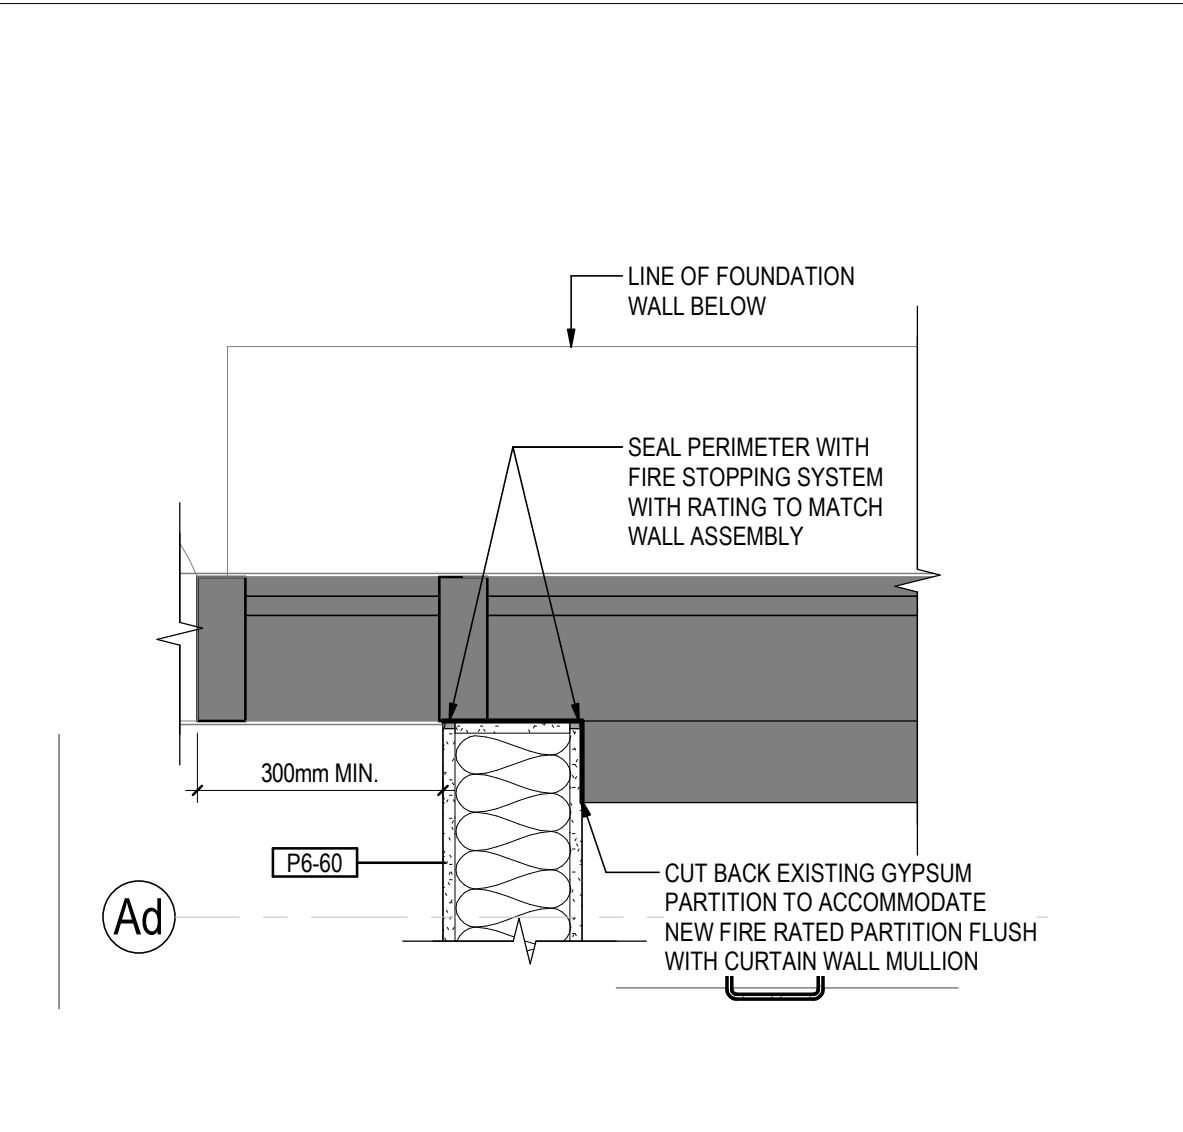 LINE OF FOUNDATION
WALL BELOW
SEAL PERIMETER WITH
FIRE STOPPING SYSTEM
WITH RATING TO MATCH
WALL ASSEMBLY
300mm MIN.
P6-60
Ad
CUT BACK EXISTING GYPSUM
PARTITION TO ACCOMMODATE
NEW FIRE RATED PARTITION FLUSH
WITH CURTAIN WALL MULLION